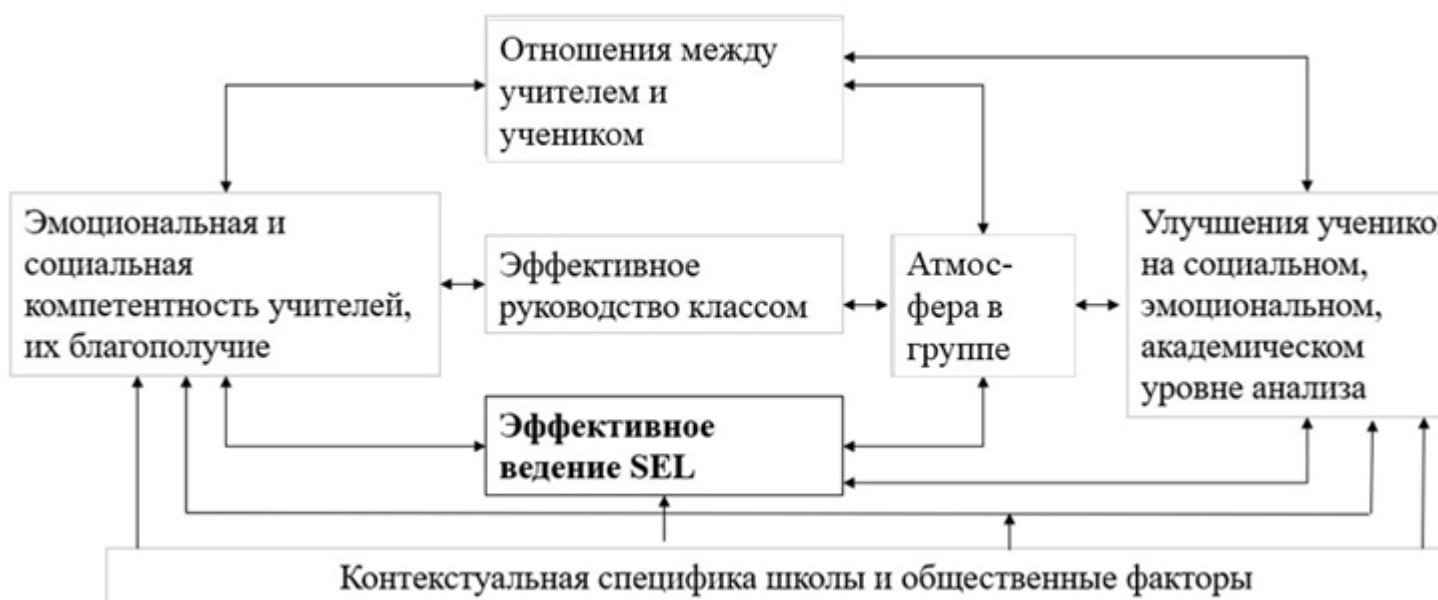 Отношения между
учителем и
учеником
Эмоциональная и
социальная
компетентность учителей,
их благополучие
Эффективное
руководство классом
Атмос-
фера в
группе
Улучшения ученико
на социальном,
эмоциональном,
академическом
уровне анализа
Эффективное
ведение SEL
Контекстуальная специфика школы и общественные факторы